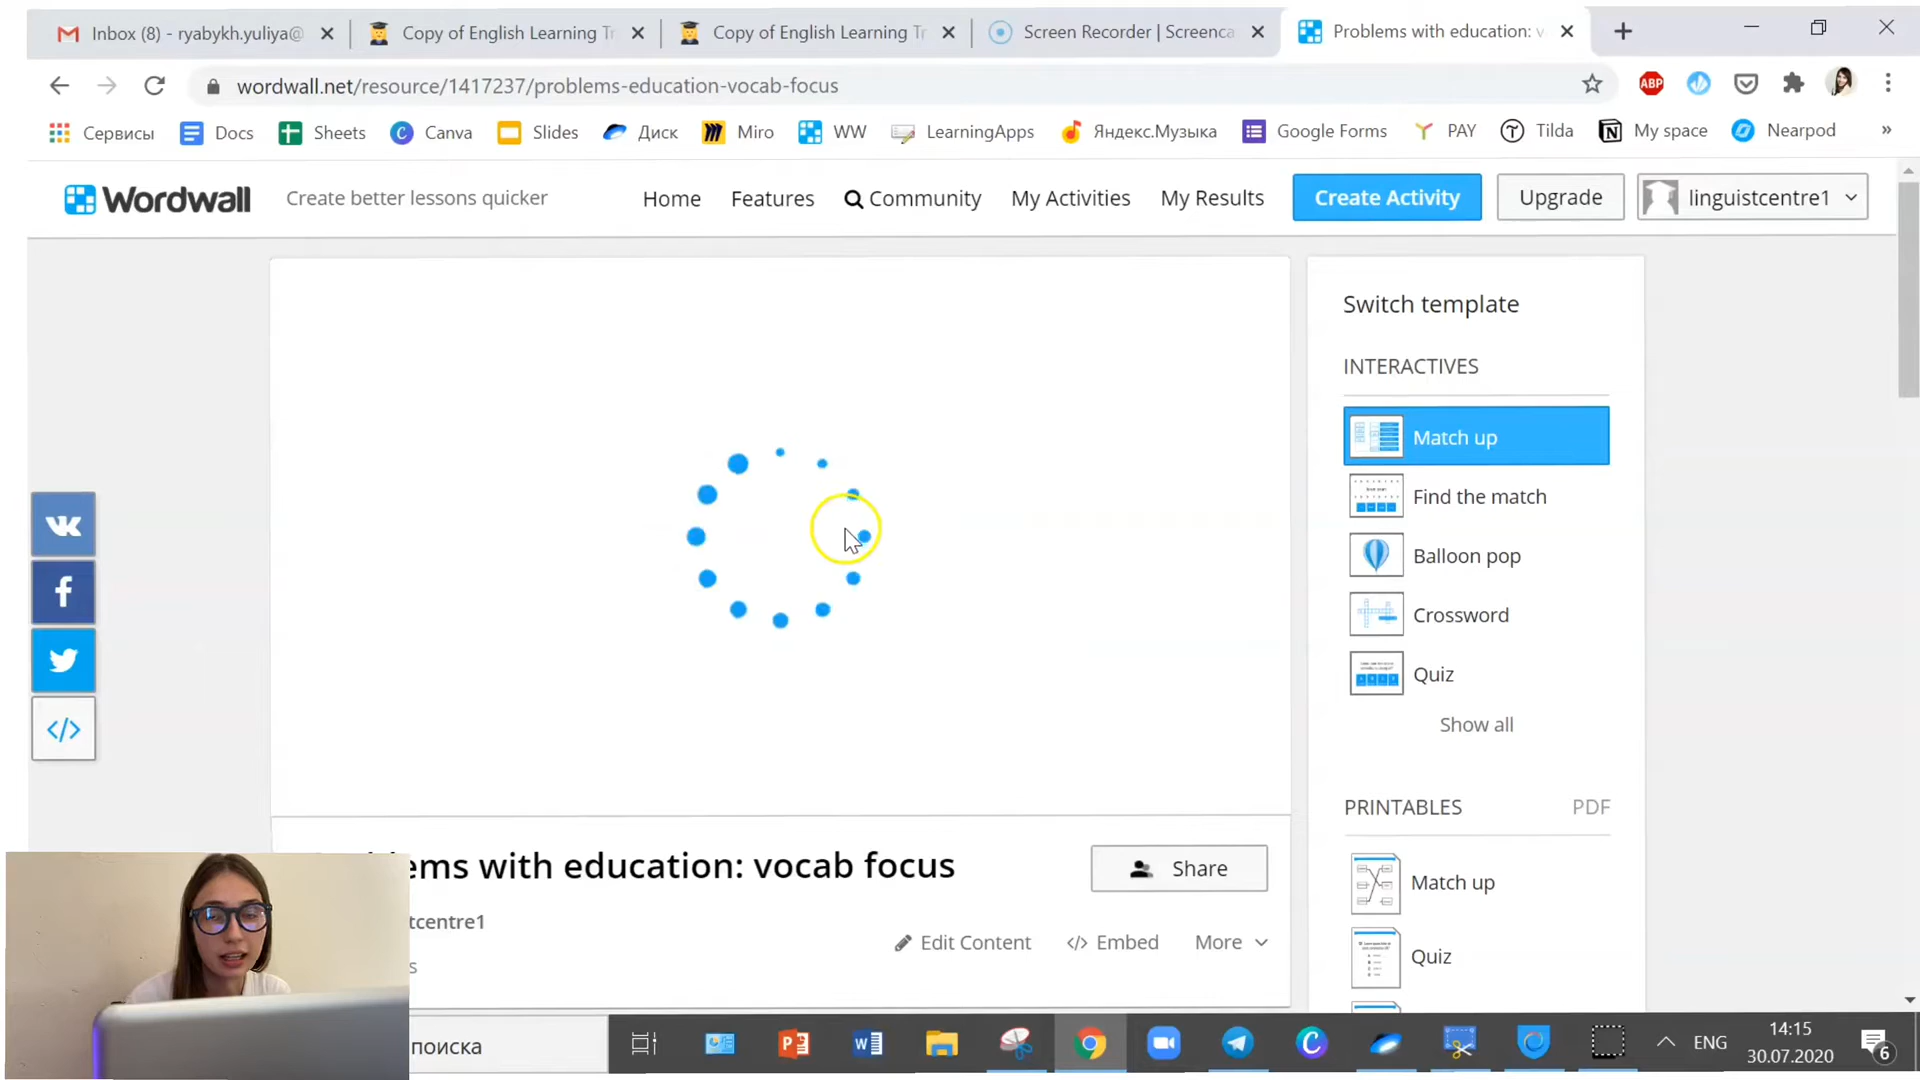 Inbox (8) - ryabykh.yuliya@
Copy of English Learning Tr
Copy of English Learning Tr
Screen Recorder | Screenca
Problems with education: v
wordwall.net/resource/1417237/problems-education-vocab-focus
ABP
Сервисы
Docs
Sheets
Canva
Slides
Диск
Miro
WW
LearningApps
Яндекс.Музыка
Google Forms
PAY
Tilda
My space
Nearpod
»
Wordwall
Create better lessons quicker
Home
Features
Community
My Activities
My Results
Create Activity
Upgrade
linguistcentre1
Switch template
INTERACTIVES
Match up
Find the match
Balloon pop
Crossword
Quiz
Show all
PRINTABLES
PDF
Match up
Quiz
ems with education: vocab focus
Share
tcentre1
Edit Content
</> Embed
More
s
поиска
ENG
14:15
30.07.2020
6